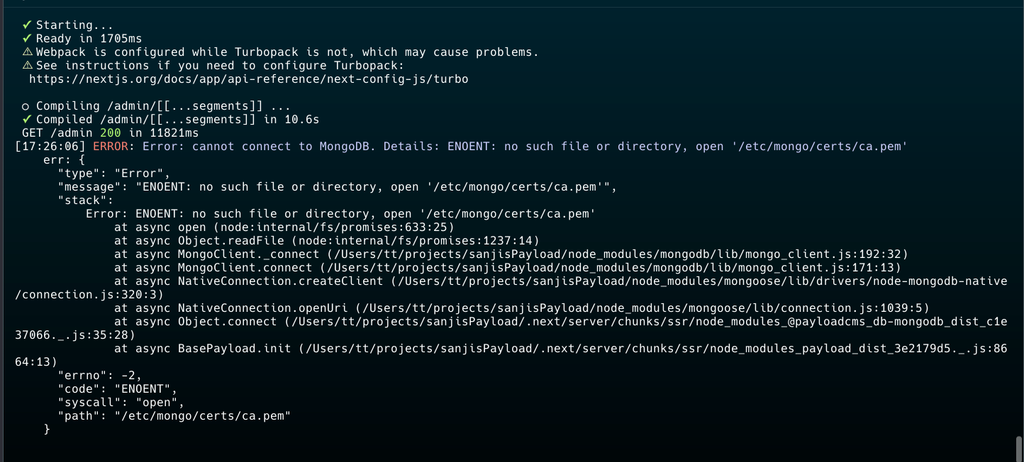 ✓ Starting...
✓ Ready in 1705ms
⚠ Webpack is configured while Turbopack is not, which may cause problems.
⚠ See instructions if you need to configure Turbopack:
  https://nextjs.org/docs/app/api-reference/next-config-js/turbo
○ Compiling /admin/[[...segments]] ...
✓ Compiled /admin/[[...segments]] in 10.6s
GET /admin 200 in 11821ms
[17:26:06] ERROR: Error: cannot connect to MongoDB. Details: ENOENT: no such file or directory, open '/etc/mongo/certs/ca.pem'
    err: {
      "type": "Error",
      "message": "ENOENT: no such file or directory, open '/etc/mongo/certs/ca.pem'",
      "stack":
          Error: ENOENT: no such file or directory, open '/etc/mongo/certs/ca.pem'
              at async open (node:internal/fs/promises:633:25)
              at async Object.readFile (node:internal/fs/promises:1237:14)
              at async MongoClient._connect (/Users/tt/projects/sanjisPayload/node_modules/mongodb/lib/mongo_client.js:192:32)
              at async MongoClient.connect (/Users/tt/projects/sanjisPayload/node_modules/mongodb/lib/mongo_client.js:171:13)
              at async NativeConnection.createClient (/Users/tt/projects/sanjisPayload/node_modules/mongoose/lib/drivers/node-mongodb-native
/connection.js:320:3)
              at async NativeConnection.openUri (/Users/tt/projects/sanjisPayload/node_modules/mongoose/lib/connection.js:1039:5)
              at async Object.connect (/Users/tt/projects/sanjisPayload/.next/server/chunks/ssr/node_modules_@payloadcms_db-mongodb_dist_c1e
37066._.js:35:28)
              at async BasePayload.init (/Users/tt/projects/sanjisPayload/.next/server/chunks/ssr/node_modules_payload_dist_3e2179d5._.js:86
64:13)
      "errno": -2,
      "code": "ENOENT",
      "syscall": "open",
      "path": "/etc/mongo/certs/ca.pem"
    }